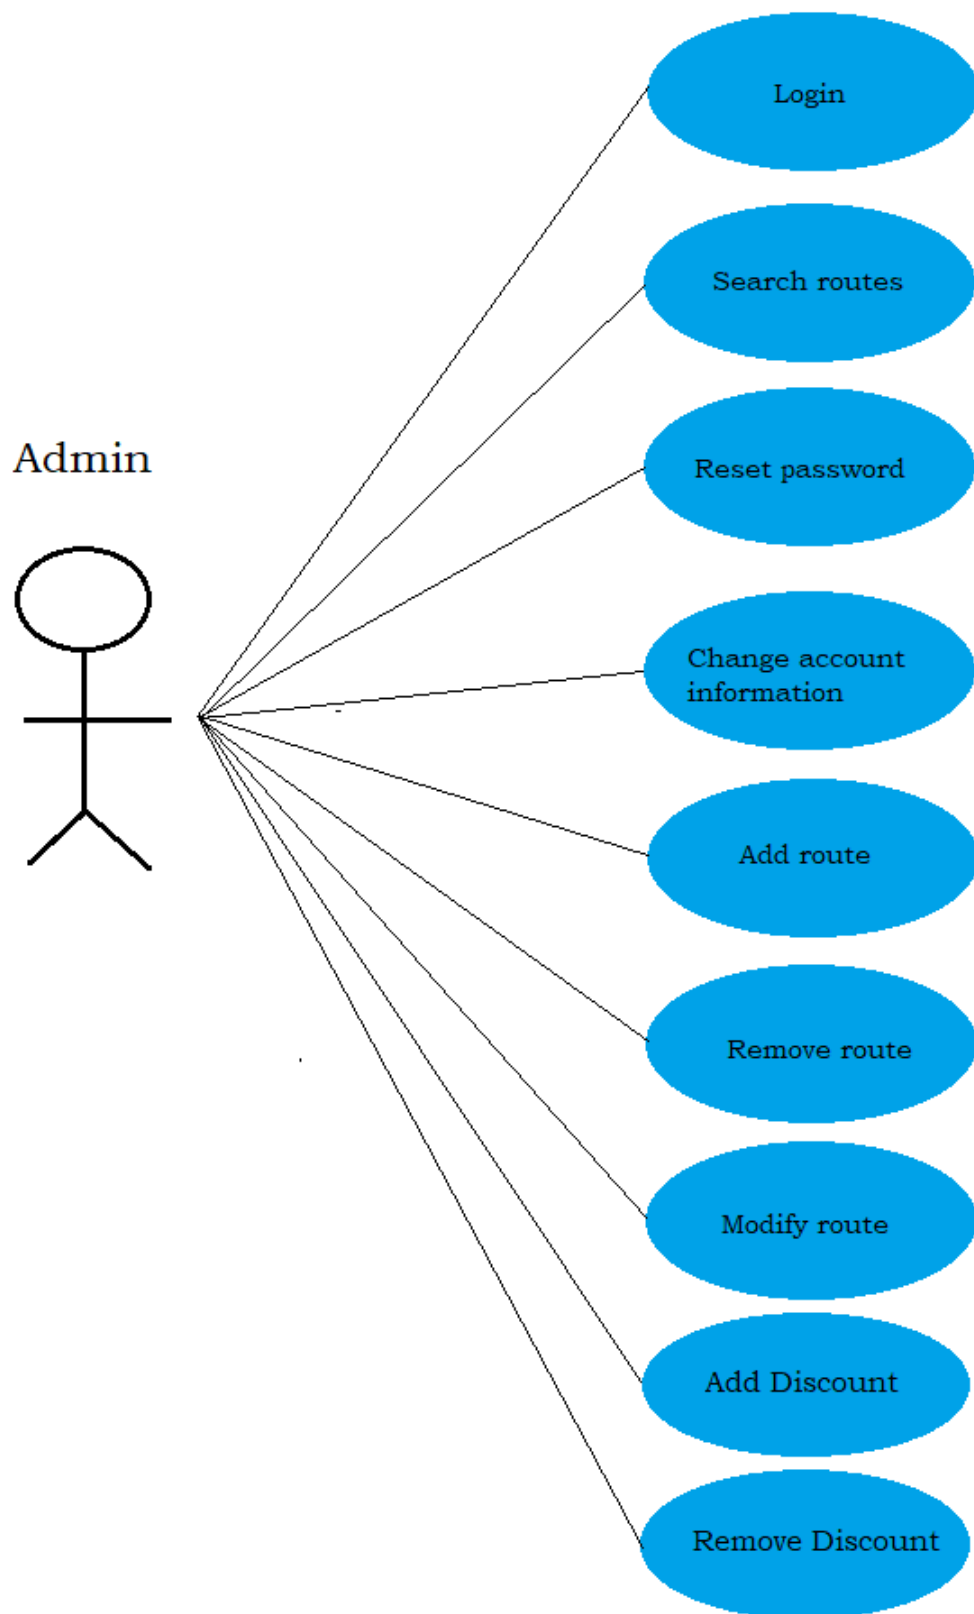 Login
Search routes
Reset password
Admin
Change account
information
Add route
Remove route
Modify route
Add Discount
Remove Discount